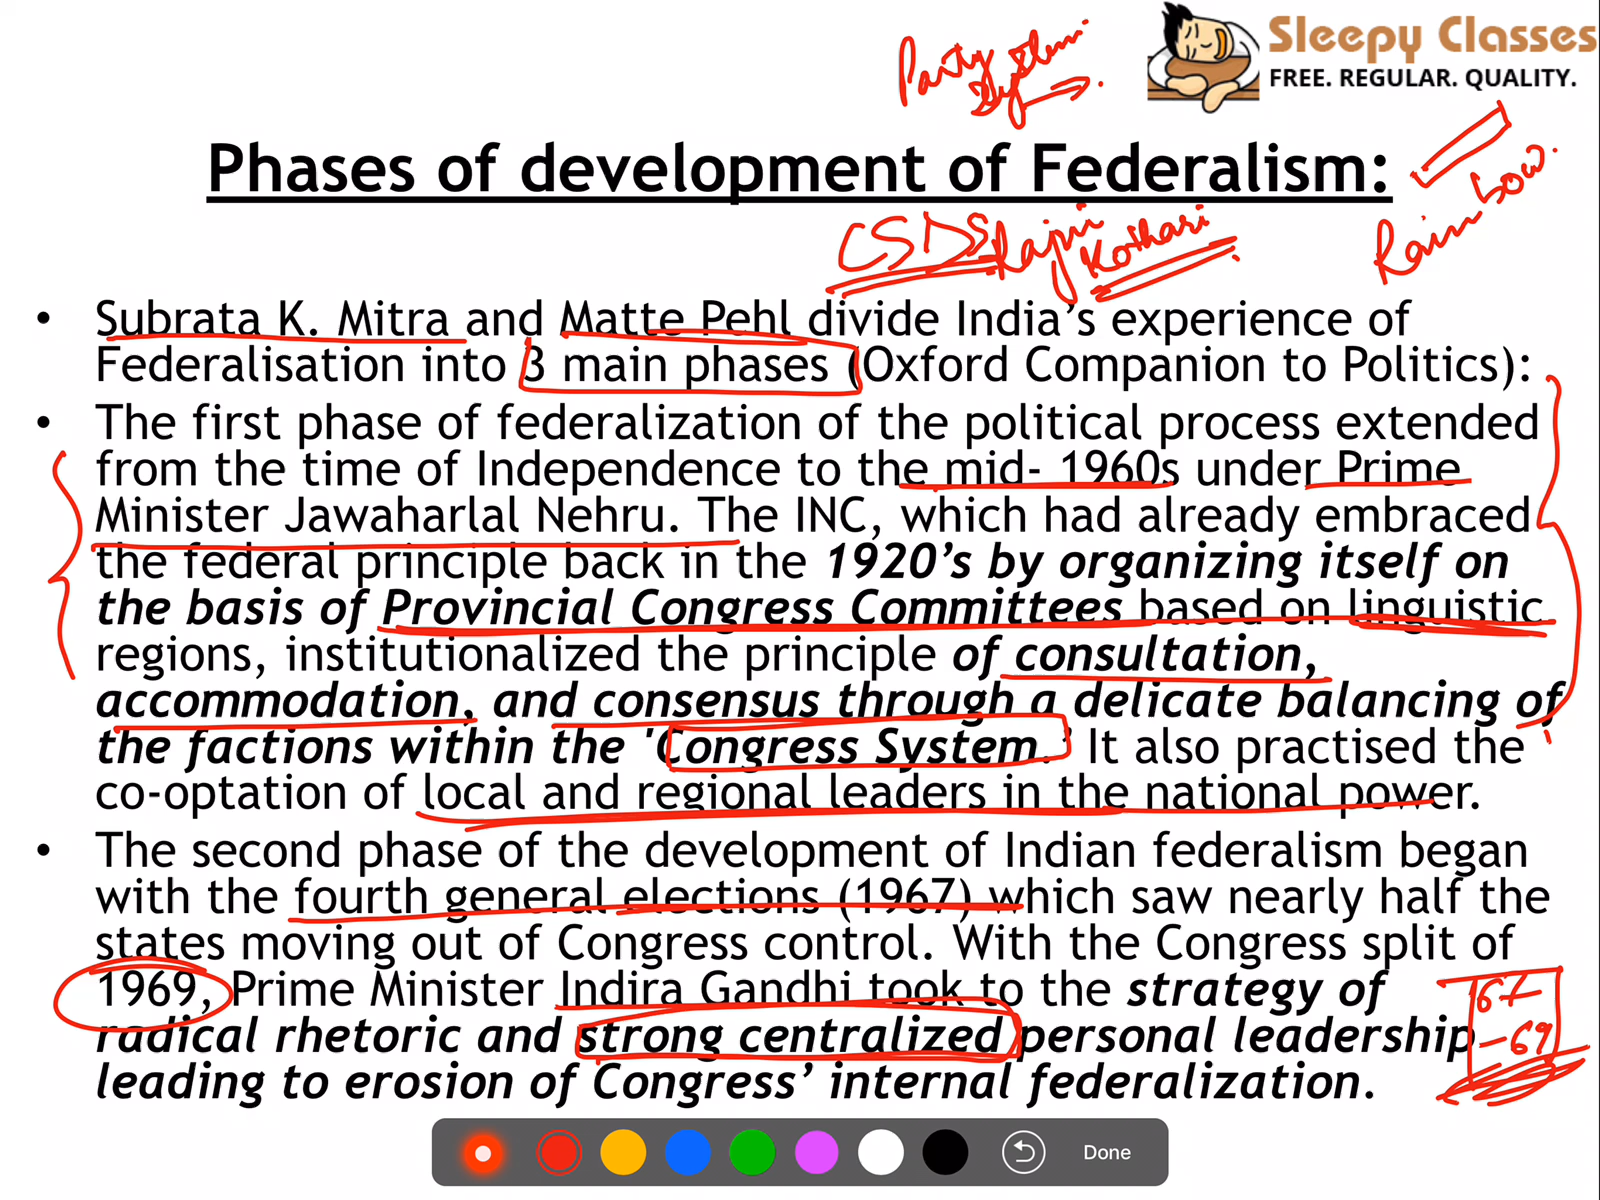 Party
System
Sleepy Classes
FREE. REGULAR. QUALITY.
Phases of development of Federalism:
Rainbow.
CSDS Rajni
Kothari
• Subrata K. Mitra and Matte Pehl divide India's experience of
Federalisation into 3 main phases (Oxford Companion to Politics):
• The first phase of federalization of the political process extended
from the time of Independence to the mid- 1960s under Prime
Minister Jawaharlal Nehru. The INC, which had already embraced
the federal principle back in the 1920's by organizing itself on
the basis of Provincial Congress Committees based on linguistic
regions, institutionalized the principle of consultation,
accommodation, and consensus through a delicate balancing of
the factions within the 'Congress System.' It also practised the
co-optation of local and regional leaders in the national power.
• The second phase of the development of Indian federalism began
with the fourth general elections (1967) which saw nearly half the
states moving out of Congress control. With the Congress split of
1969, Prime Minister Indira Gandhi took to the strategy of
radical rhetoric and strong centralized personal leadership
leading to erosion of Congress' internal federalization.
67
-69
Done